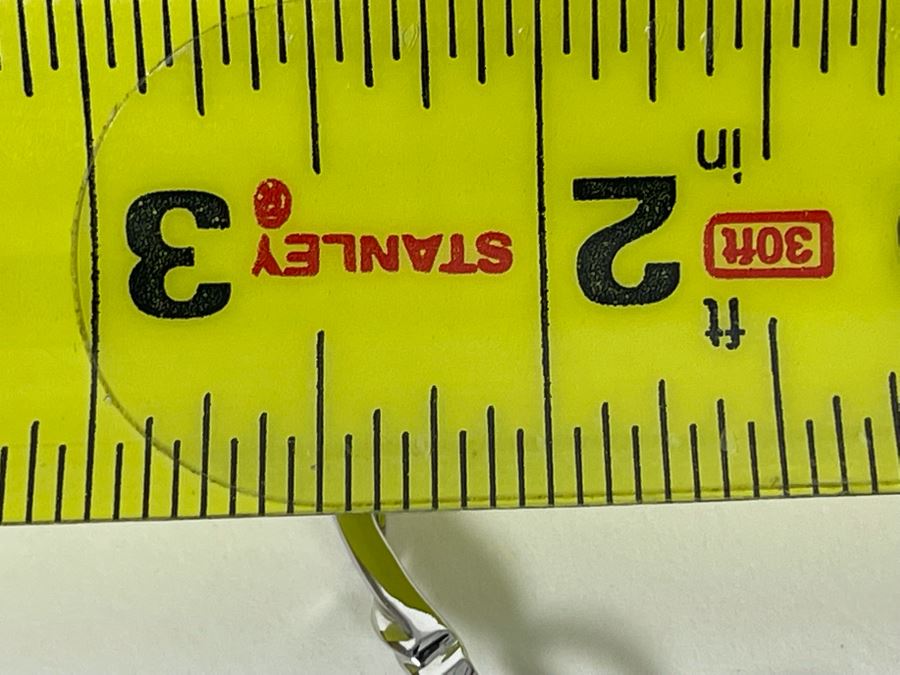 in
2 30ft
ft
3 STANLEY